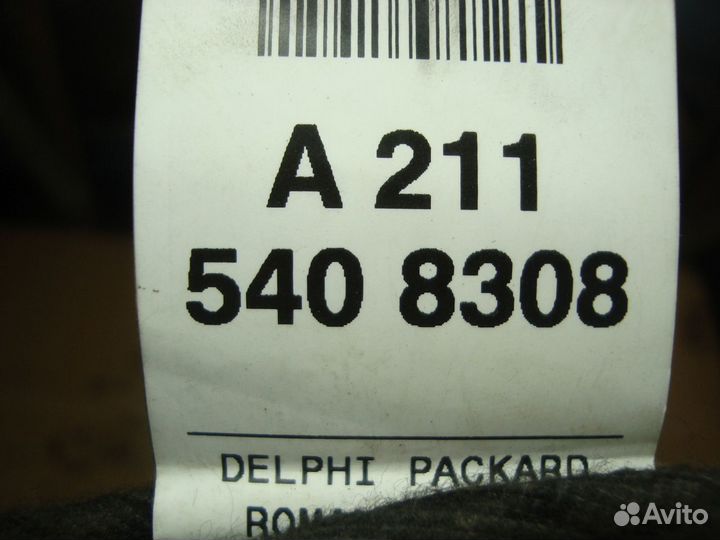 A 211
540 8308
DELPHI PACKARD
Avito